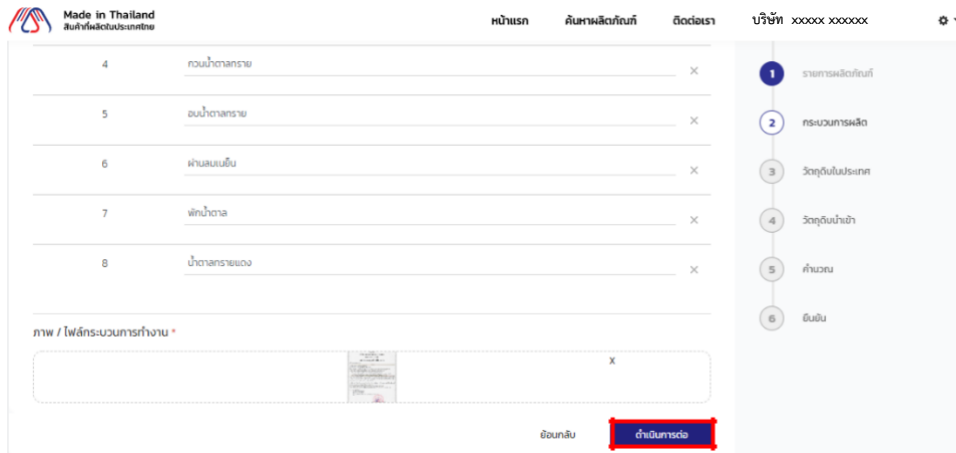 Made in Thailand
สินค้าที่ผลิตในประเทศไทย
หน้าแรก ค้นหาผลิตภัณฑ์ ติดต่อเรา บริษัท xxxxx xxxxxx
4 กวนน้ำตาลทราย X
5 อบน้ำตาลทราย X
6 ผ่านลมเย็น X
7 พักน้ำตาล X
8 น้ำตาลทรายแดง X
ภาพ / ไฟล์กระบวนการทำงาน *
X
ย้อนกลับ ดำเนินการต่อ
1 รายการผลิตภัณฑ์
2 กระบวนการผลิต
3 วัตถุดิบในประเทศ
4 วัตถุดิบนำเข้า
5 คำนวณ
6 ยืนยัน